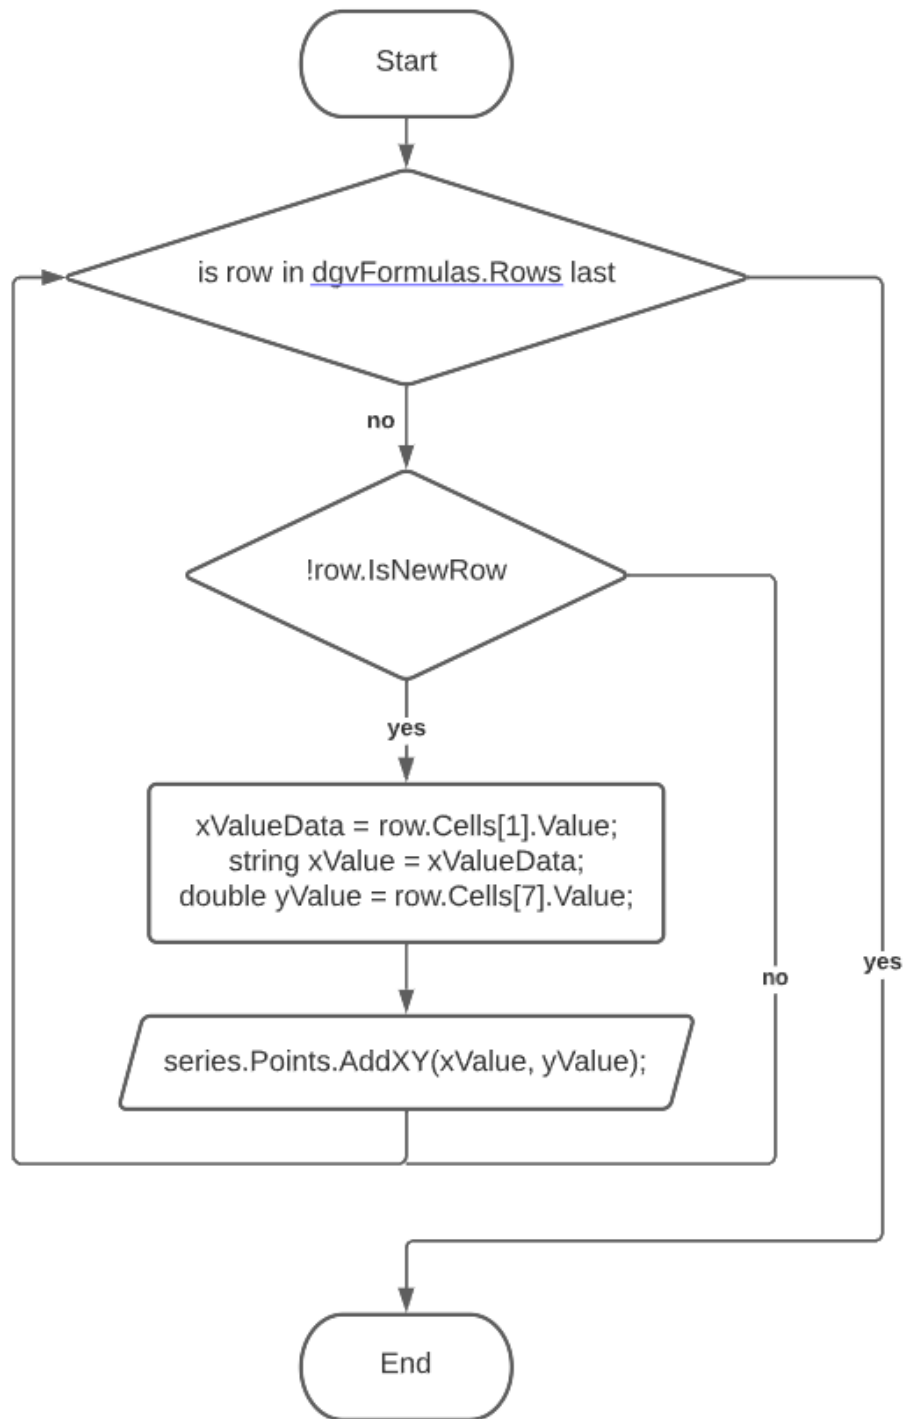 Start
is row in dgvFormulas.Rows last
no
!row.IsNewRow
yes
xValueData = row.Cells[1].Value;
string xValue = xValueData;
double yValue = row.Cells[7].Value;
no
yes
series.Points.AddXY(xValue, yValue);
End